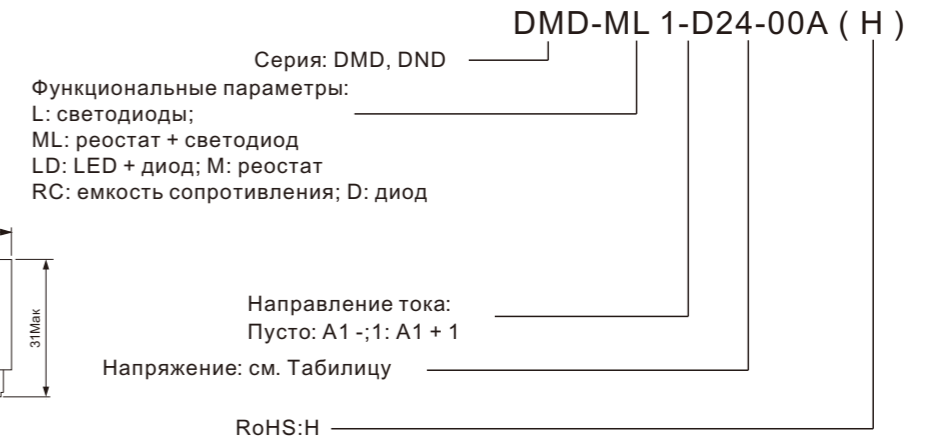 DMD-ML 1-D24-00A ( H )
Серия: DMD, DND
Функциональные параметры:
L: светодиоды;
ML: реостат + светодиод
LD: LED + диод; M: реостат
RC: емкость сопротивления; D: диод
31Мак
Направление тока:
Пусто: A1 -;1: A1 + 1
Напряжение: см. Табилицу
RoHS:H